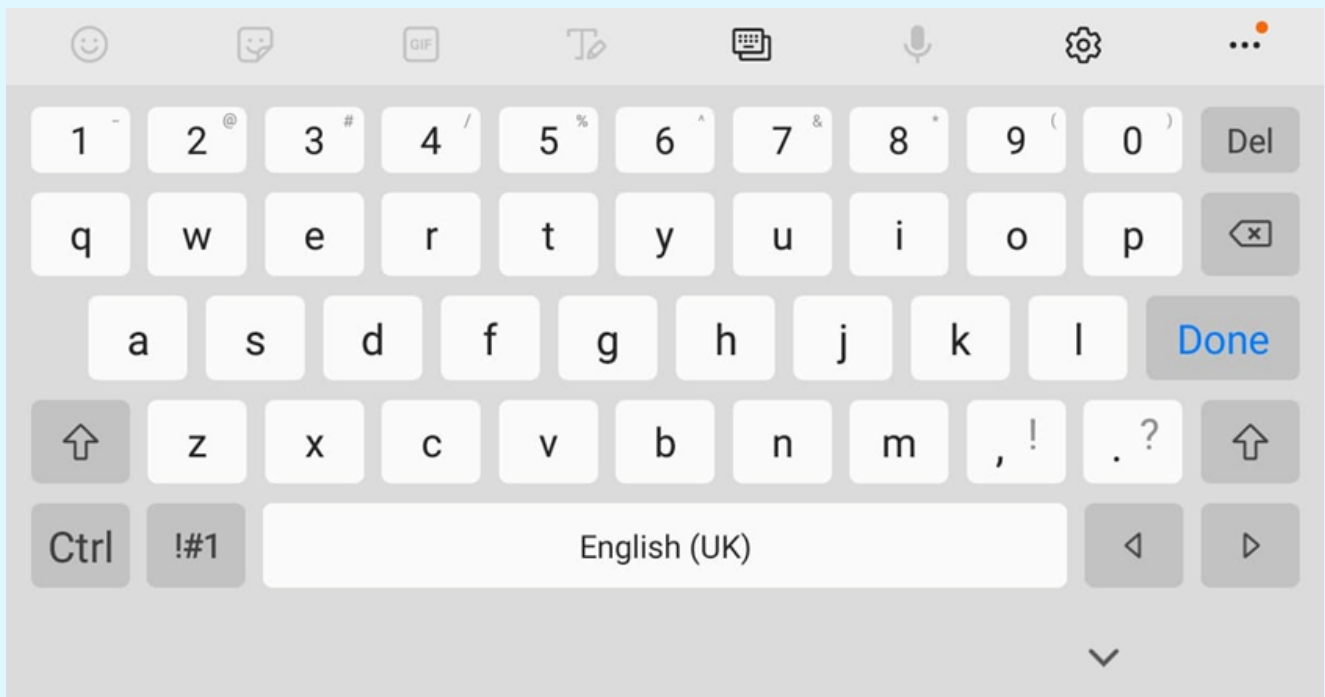 GIF T
1 - 2 @ 3 # 4 / 5 % 6 ^ 7 & 8 * 9 ( 0 ) Del
q w e r t y u i o p
a s d f g h j k l Done
z x c v b n m , ! . ?
Ctrl !#1 English (UK)